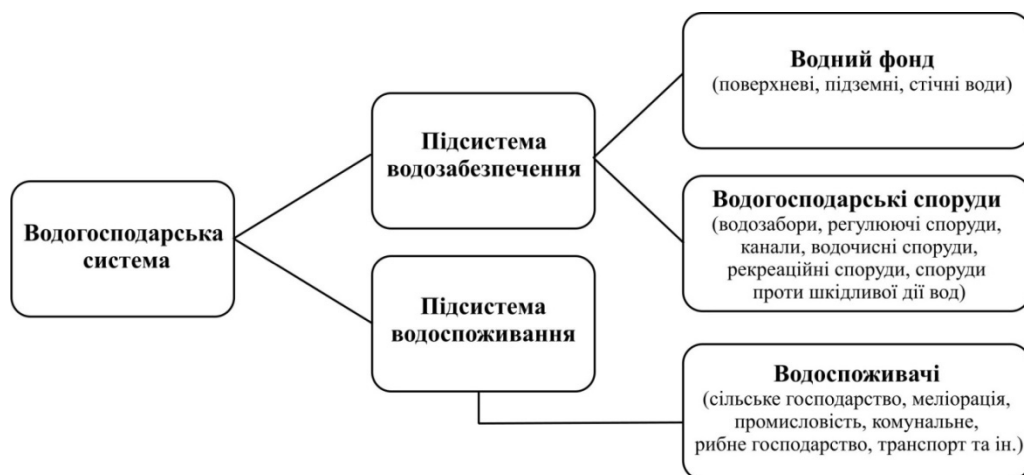 Водогосподарська
система
Підсистема
водозабезпечення
Підсистема
водоспоживання
Водний фонд
(поверхневі, підземні, стічні води)
Водогосподарські споруди
(водозабори, регулюючі споруди,
канали, водочисні споруди,
рекреаційні споруди, споруди
проти шкідливої дії вод)
Водоспоживачі
(сільське господарство, меліорація,
промисловість, комунальне,
рибне господарство, транспорт та ін.)